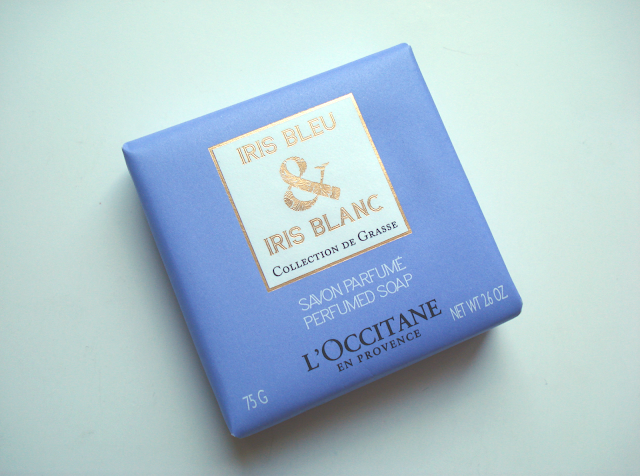 IRIS BLEU
&
IRIS BLANC
COLLECTION DE GRASSE
SAVON PARFUMÉ
PERFUMED SOAP
L'OCCITANE
EN PROVENCE
75 G
NET WT 2.6 OZ